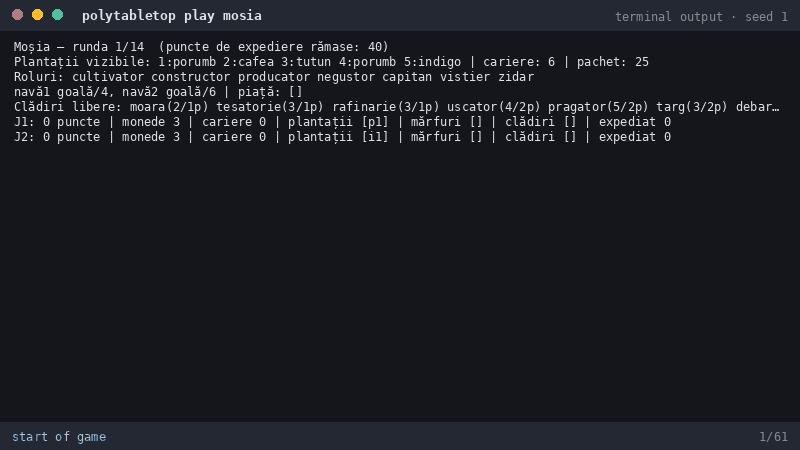 polytabletop play mosia
terminal output · seed 1
Moșia — runda 1/14  (puncte de expediere rămase: 40)
Plantații vizibile: 1:porumb 2:cafea 3:tutun 4:porumb 5:indigo | cariere: 6 | pachet: 25
Roluri: cultivator constructor producator negustor capitan vistier zidar
navă1 goală/4, navă2 goală/6 | piață: []
Clădiri libere: moara(2/1p) tesatorie(3/1p) rafinarie(3/1p) uscator(4/2p) pragator(5/2p) targ(3/2p) debar…
J1: 0 puncte | monede 3 | cariere 0 | plantații [p1] | mărfuri [] | clădiri [] | expediat 0
J2: 0 puncte | monede 3 | cariere 0 | plantații [i1] | mărfuri [] | clădiri [] | expediat 0
start of game
1/61